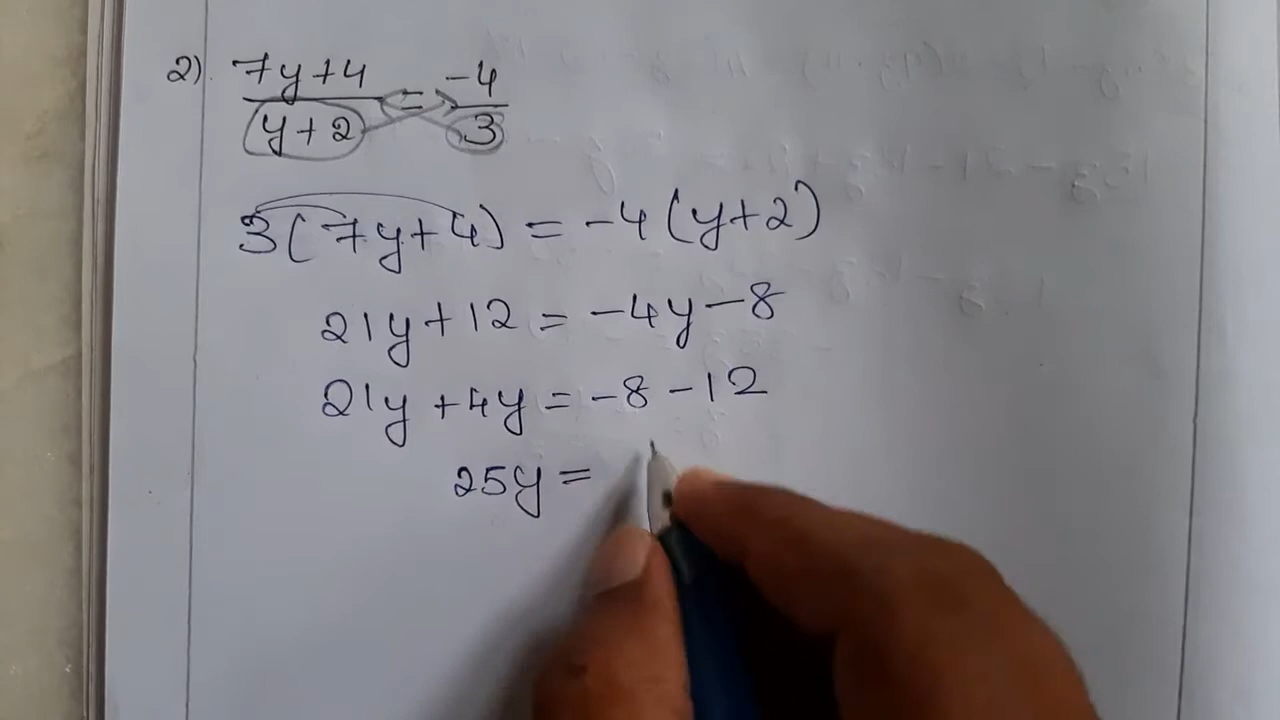 2) (7y+4)/(y+2) = -4/3
3(7y+4) = -4(y+2)
21y+12 = -4y-8
21y+4y = -8-12
25y =